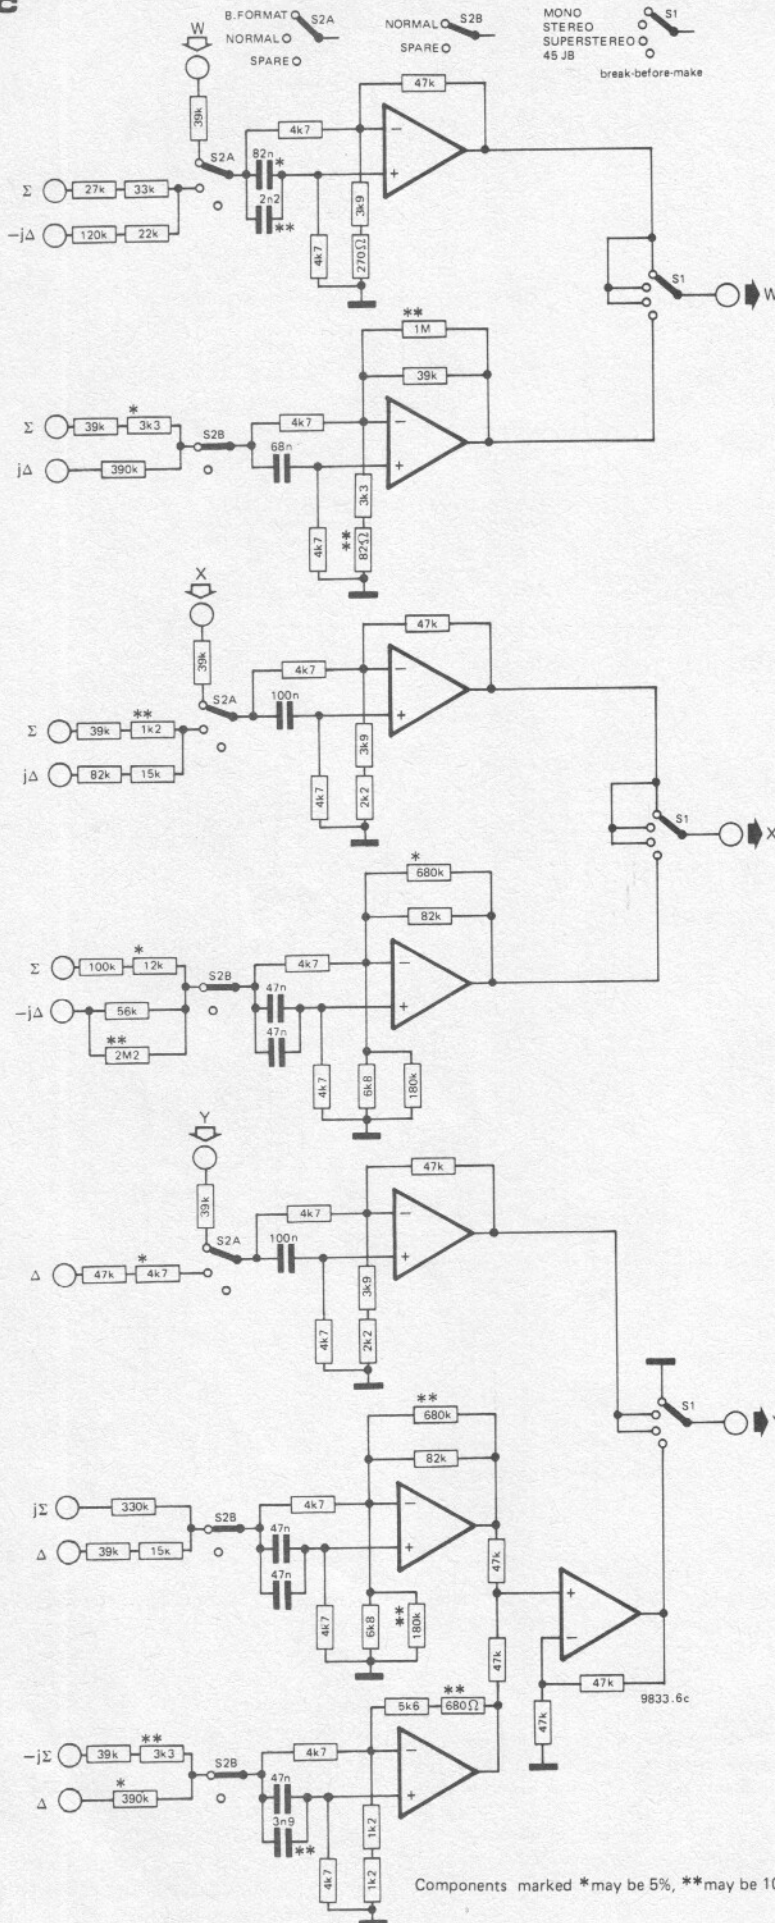 B.FORMAT
S2A
NORMAL
SPARE
NORMAL
S2B
SPARE
MONO
S1
STEREO
SUPERSTEREO
45 JB
break-before-make
W
39k
47k
4k7
S2A
82n
*
2n2
**
Σ
27k
33k
-jΔ
120k
22k
4k7
3k9
270Ω
S1
W
**
1M
39k
Σ
39k
*
3k3
S2B
4k7
68n
jΔ
390k
4k7
3k3
**
82Ω
X
39k
47k
4k7
S2A
100n
Σ
39k
**
1k2
jΔ
82k
15k
4k7
3k9
2k2
S1
X
*
680k
82k
Σ
100k
*
12k
S2B
4k7
47n
47n
-jΔ
56k
**
2M2
4k7
6k8
180k
Y
39k
47k
4k7
S2A
100n
Δ
47k
*
4k7
4k7
3k9
2k2
S1
**
680k
82k
jΣ
330k
S2B
4k7
47n
47n
Δ
39k
15k
4k7
6k8
**
180k
47k
47k
47k
47k
9833.6c
5k6
**
680Ω
-jΣ
39k
**
3k3
S2B
4k7
47n
3n9
**
Δ
*
390k
4k7
1k2
1k2
Components marked *may be 5%, **may be 10